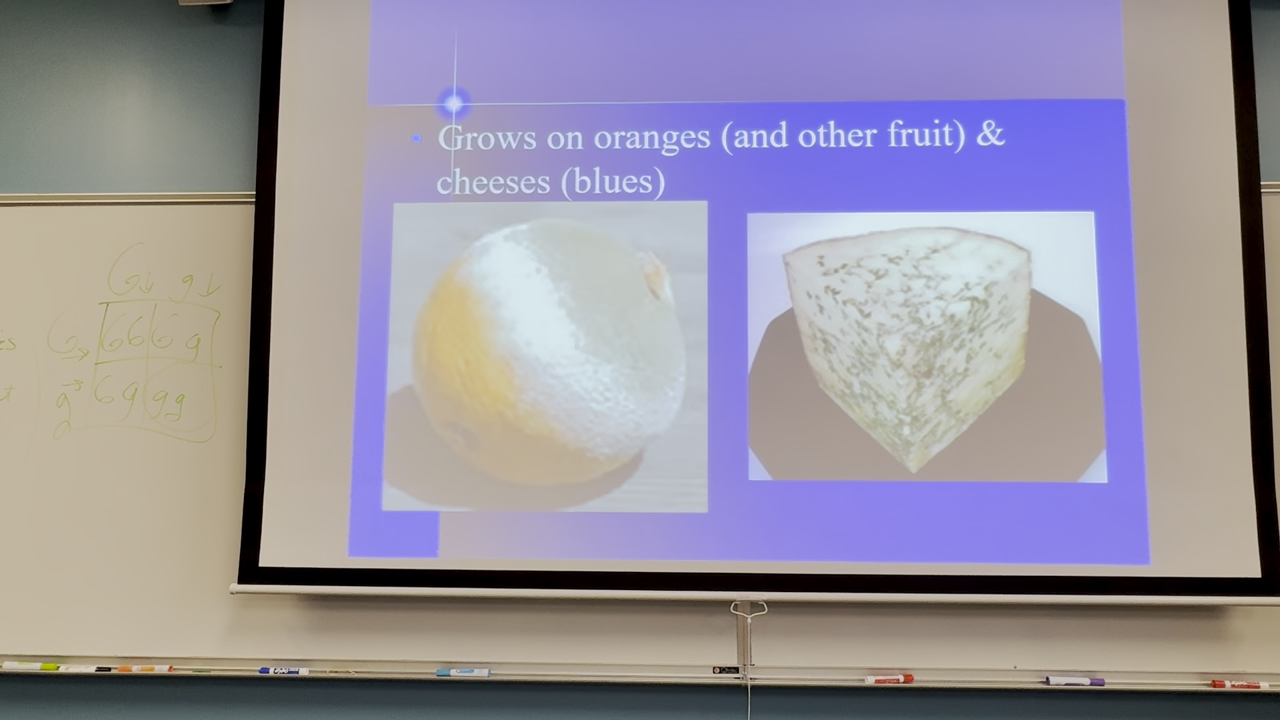 Grows on oranges (and other fruit) &
cheeses (blues)
G↓ g↓
G→ GG Gg
g→ Gg gg